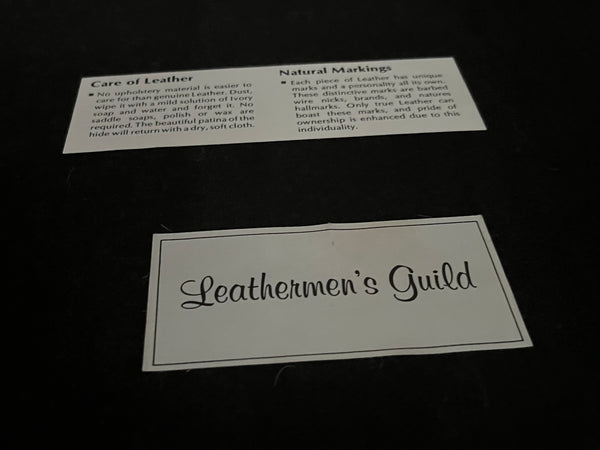 Care of Leather
▪ No upholstery material is easier to
care for than genuine Leather. Dust,
wipe it with a mild solution of Ivory
soap and water and forget it. No
saddle soaps, polish or wax are
required. The beautiful patina of the
hide will return with a dry, soft cloth.
Natural Markings
▪ Each piece of Leather has unique
marks and a personality all its own.
These distinctive marks are barbed
wire nicks, brands, and natures
hallmarks. Only true Leather can
boast these marks, and pride of
ownership is enhanced due to this
individuality.
Leathermen's Guild